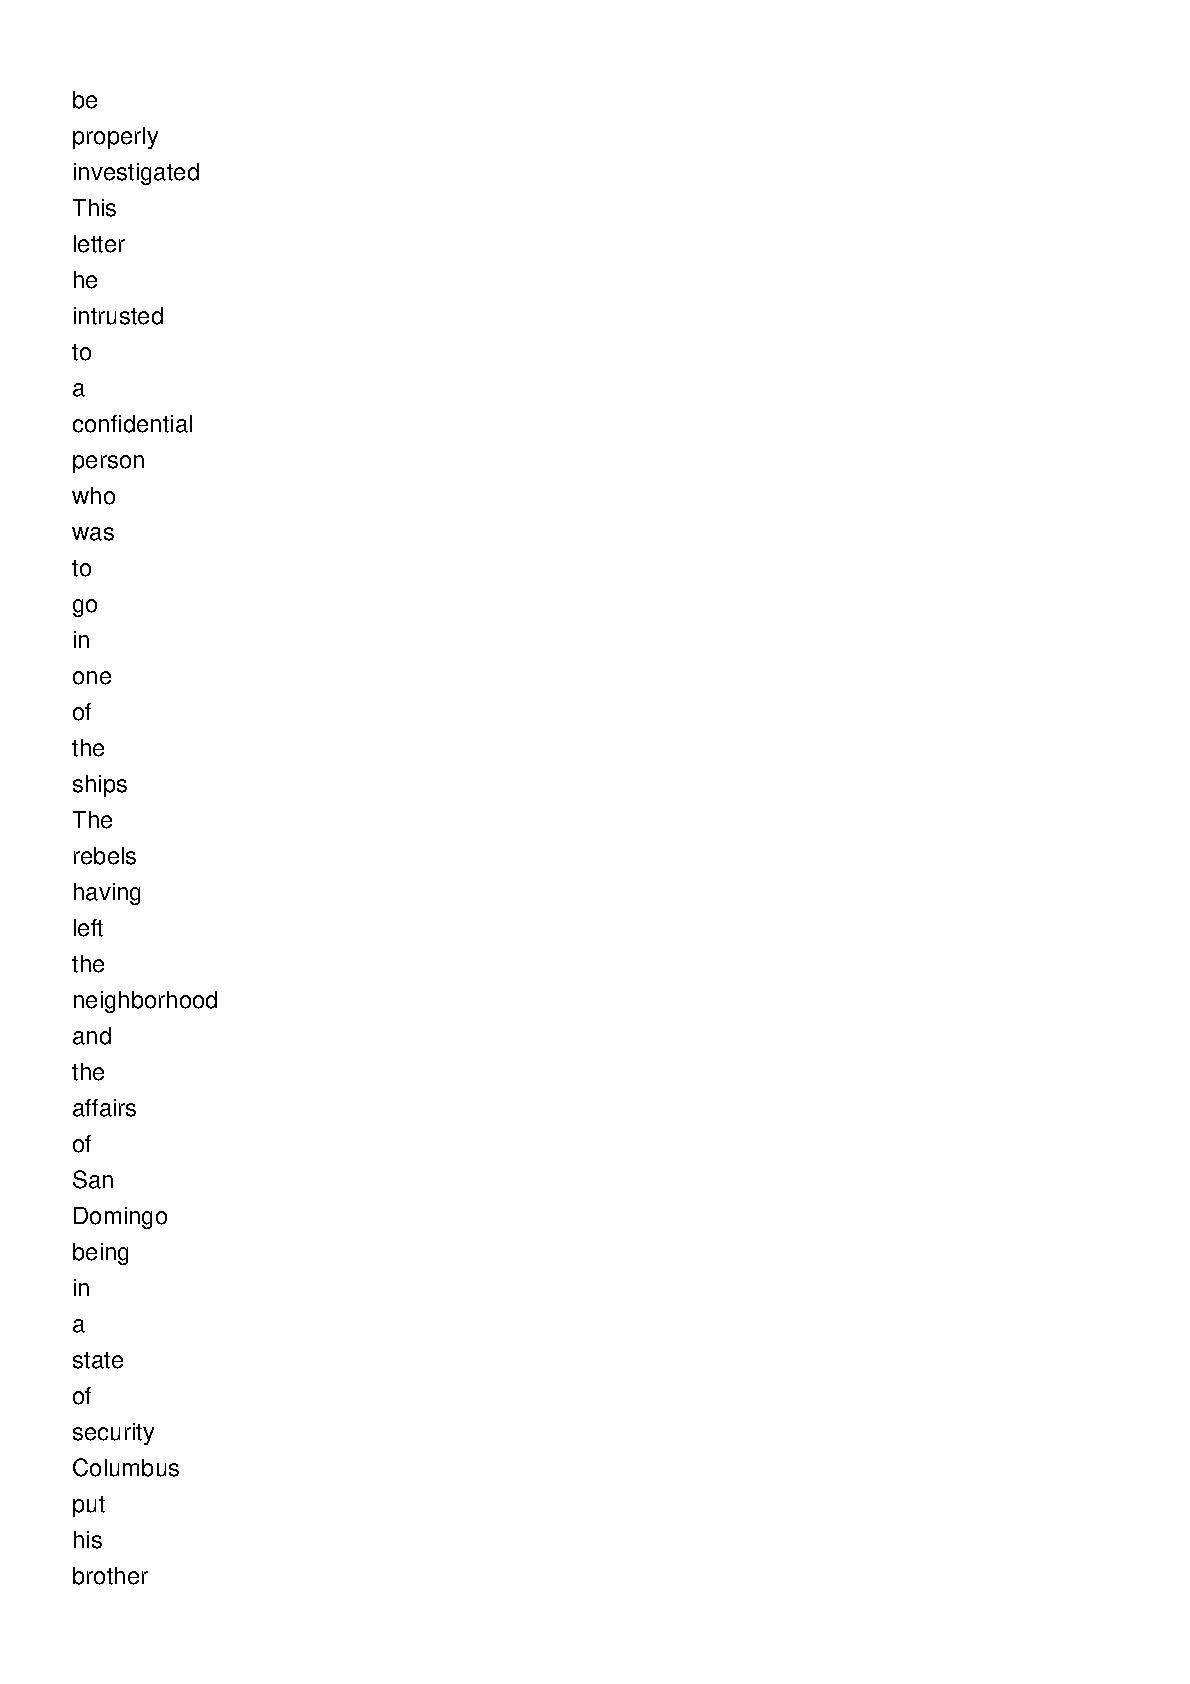 be
properly
investigated
This
letter
he
intrusted
to
a
confidential
person
who
was
to
go
in
one
of
the
ships
The
rebels
having
left
the
neighborhood
and
the
affairs
of
San
Domingo
being
in
a
state
of
security
Columbus
put
his
brother